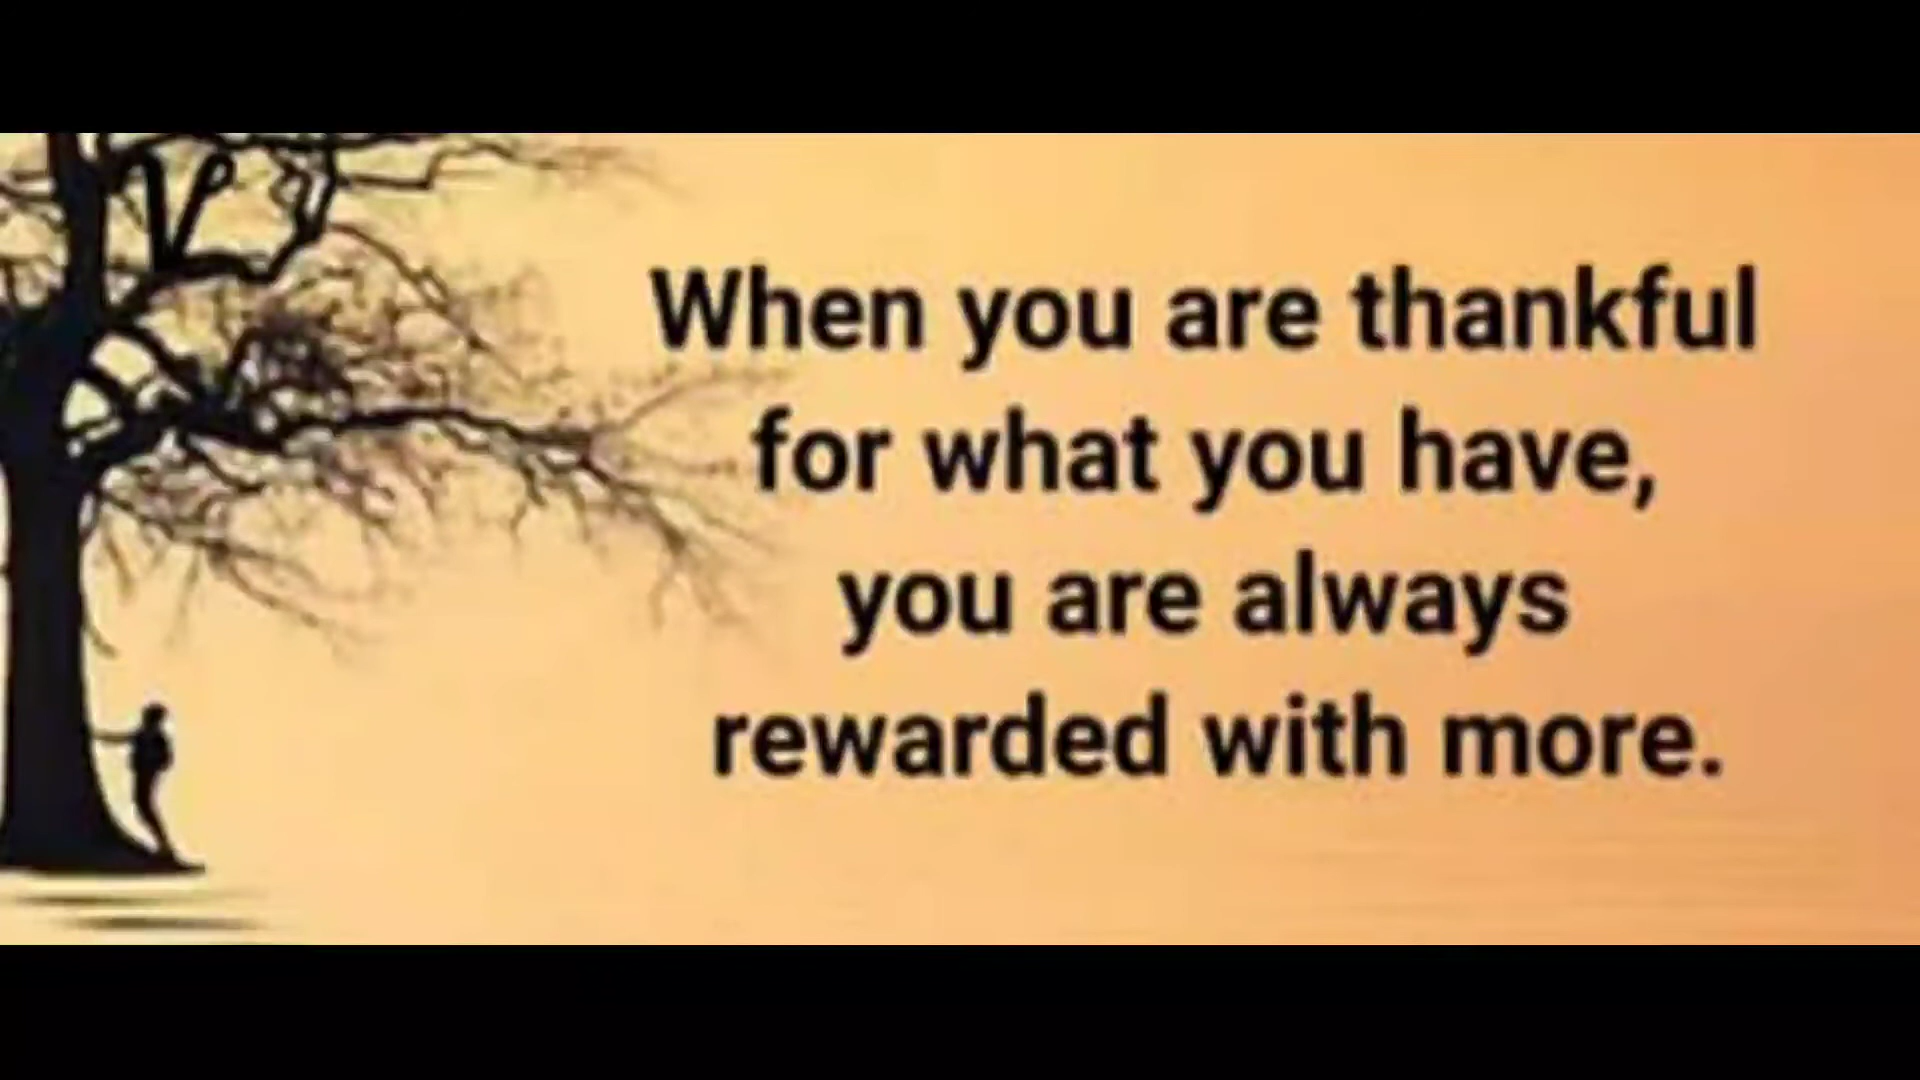 When you are thankful
for what you have,
you are always
rewarded with more.